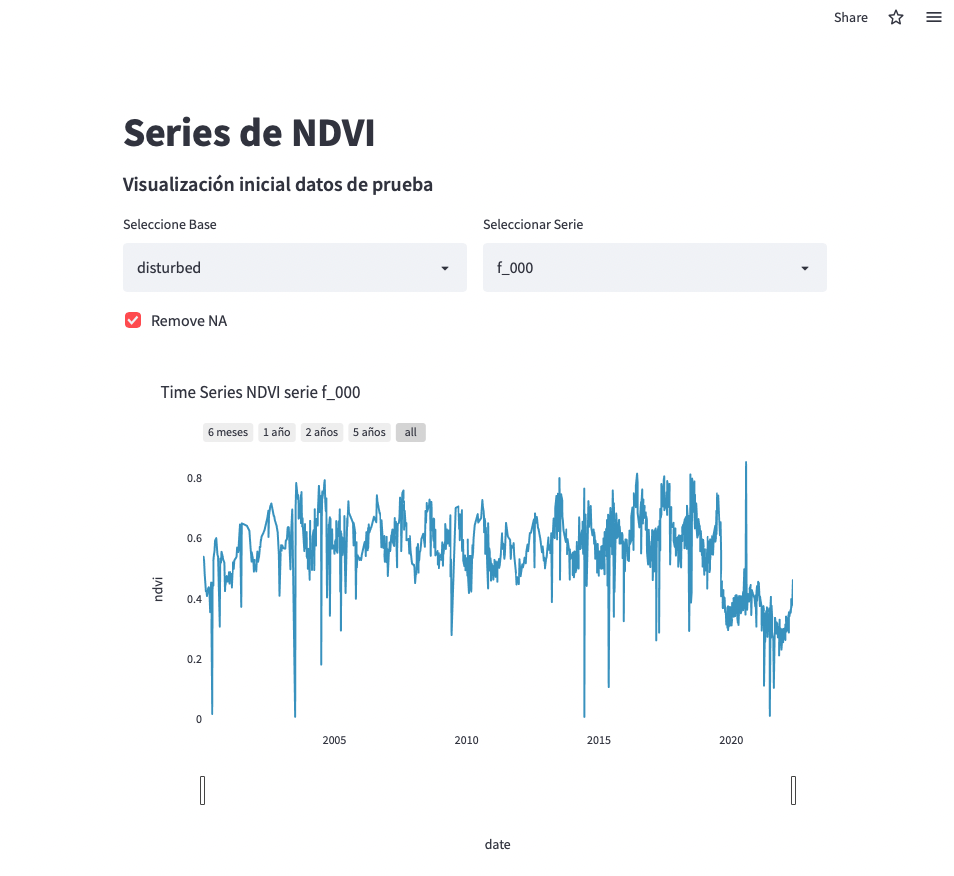 Share
Series de NDVI
Visualización inicial datos de prueba
Seleccione Base
Seleccionar Serie
disturbed
f_000
Remove NA
Time Series NDVI serie f_000
6 meses 1 año 2 años 5 años all
0.8
0.6
0.4
0.2
0
ndvi
2005 2010 2015 2020
date